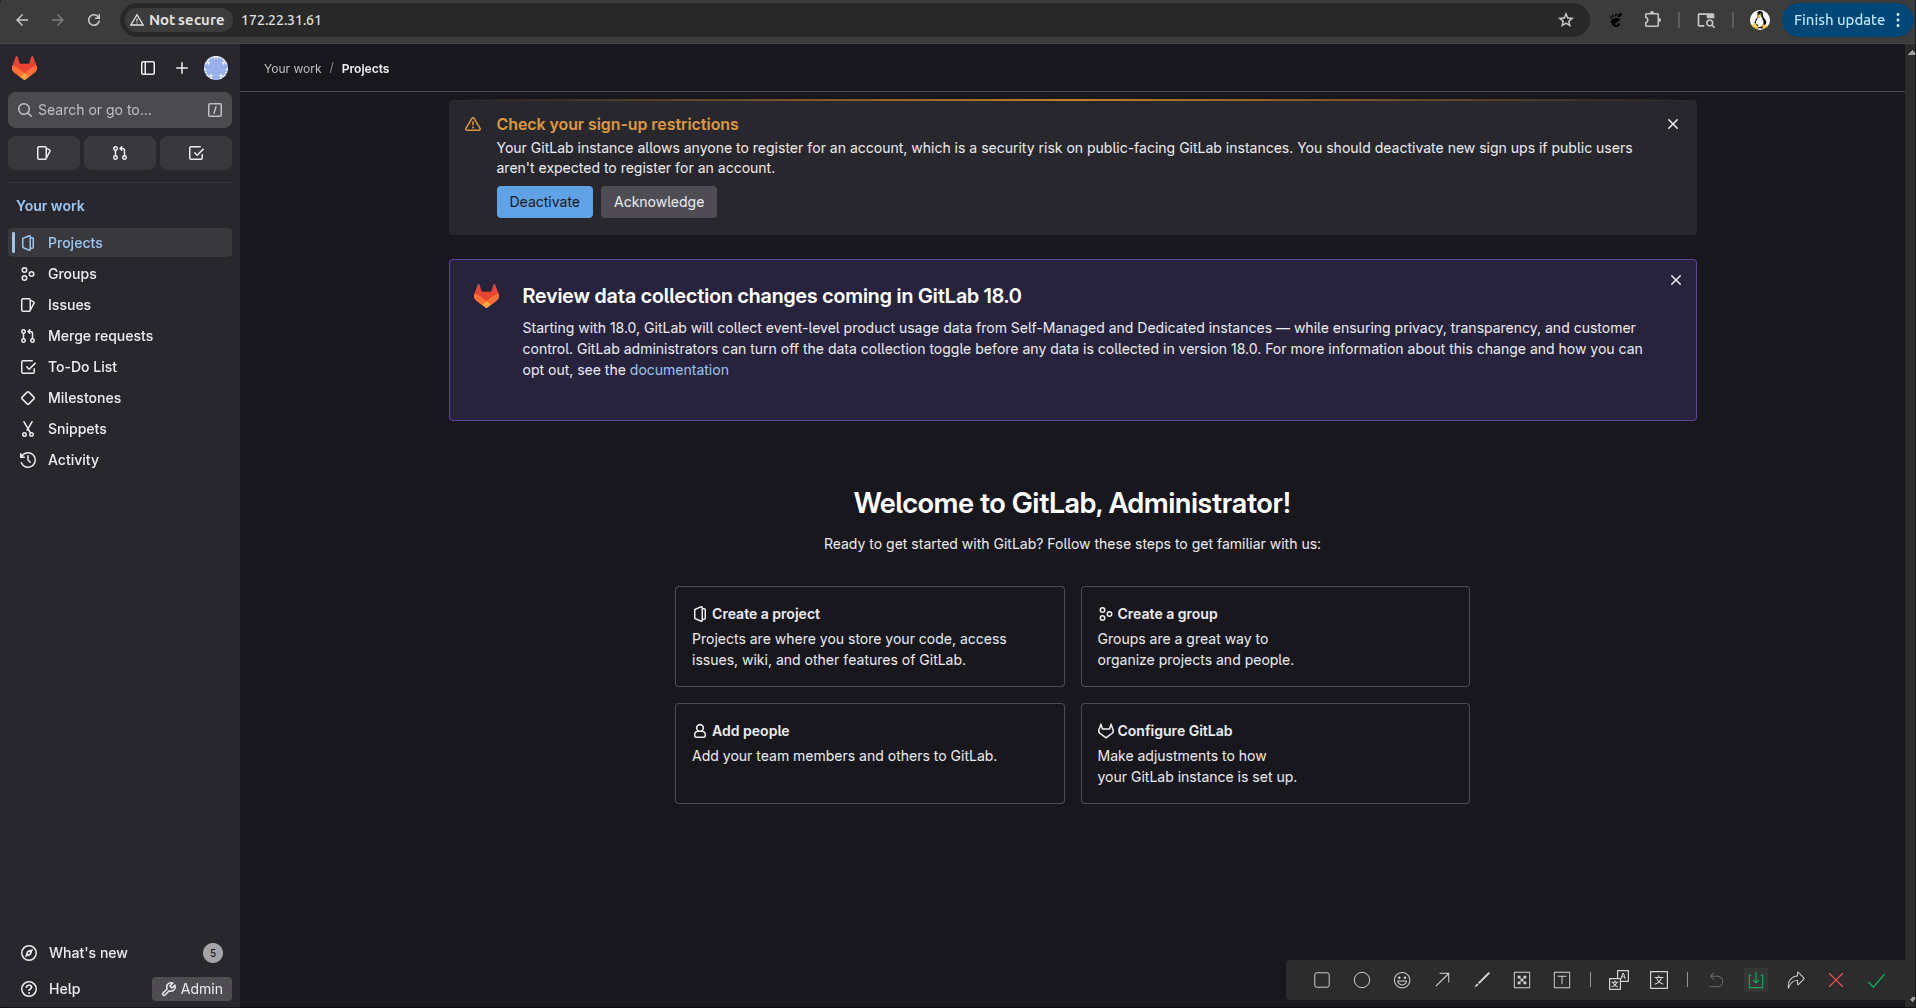 Not secure 172.22.31.61
Finish update
Search or go to...
Your work / Projects
Your work
Projects
Groups
Issues
Merge requests
To-Do List
Milestones
Snippets
Activity
What's new 5
Help
Admin
Check your sign-up restrictions
Your GitLab instance allows anyone to register for an account, which is a security risk on public-facing GitLab instances. You should deactivate new sign ups if public users
aren't expected to register for an account.
Deactivate Acknowledge
Review data collection changes coming in GitLab 18.0
Starting with 18.0, GitLab will collect event-level product usage data from Self-Managed and Dedicated instances — while ensuring privacy, transparency, and customer
control. GitLab administrators can turn off the data collection toggle before any data is collected in version 18.0. For more information about this change and how you can
opt out, see the documentation
Welcome to GitLab, Administrator!
Ready to get started with GitLab? Follow these steps to get familiar with us:
Create a project
Projects are where you store your code, access
issues, wiki, and other features of GitLab.
Create a group
Groups are a great way to
organize projects and people.
Add people
Add your team members and others to GitLab.
Configure GitLab
Make adjustments to how
your GitLab instance is set up.